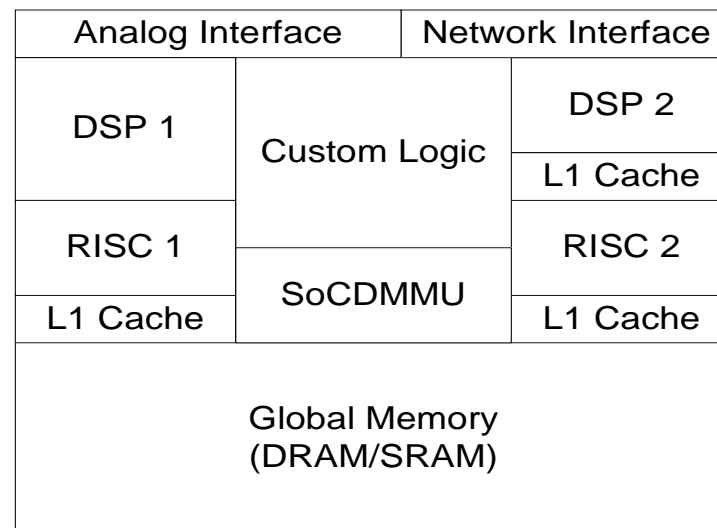 Analog Interface
Network Interface
DSP 1
Custom Logic
DSP 2
L1 Cache
RISC 1
SoCDMMU
RISC 2
L1 Cache
L1 Cache
Global Memory
(DRAM/SRAM)